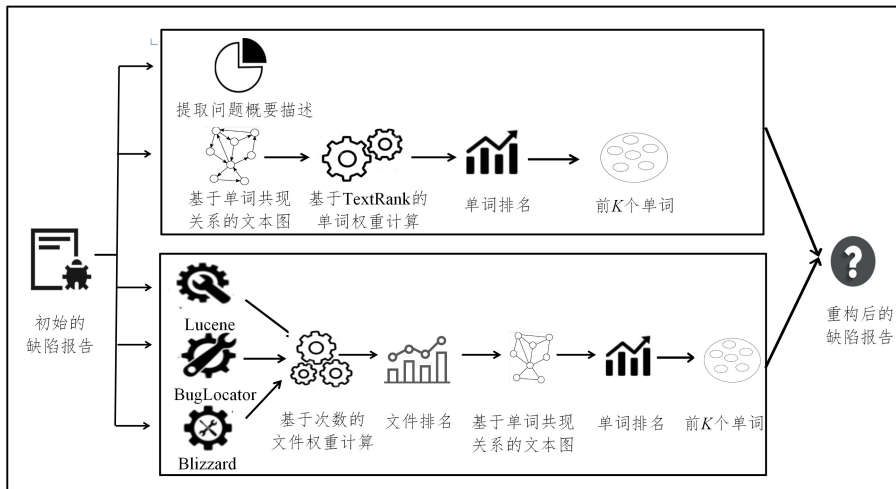 提取问题概要描述
基于单词共现
关系的文本图
基于TextRank的
单词权重计算
单词排名
前K个单词
初始的
缺陷报告
Lucene
BugLocator
Blizzard
基于次数的
文件权重计算
文件排名
基于单词共现
关系的文本图
单词排名
前K个单词
重构后的
缺陷报告